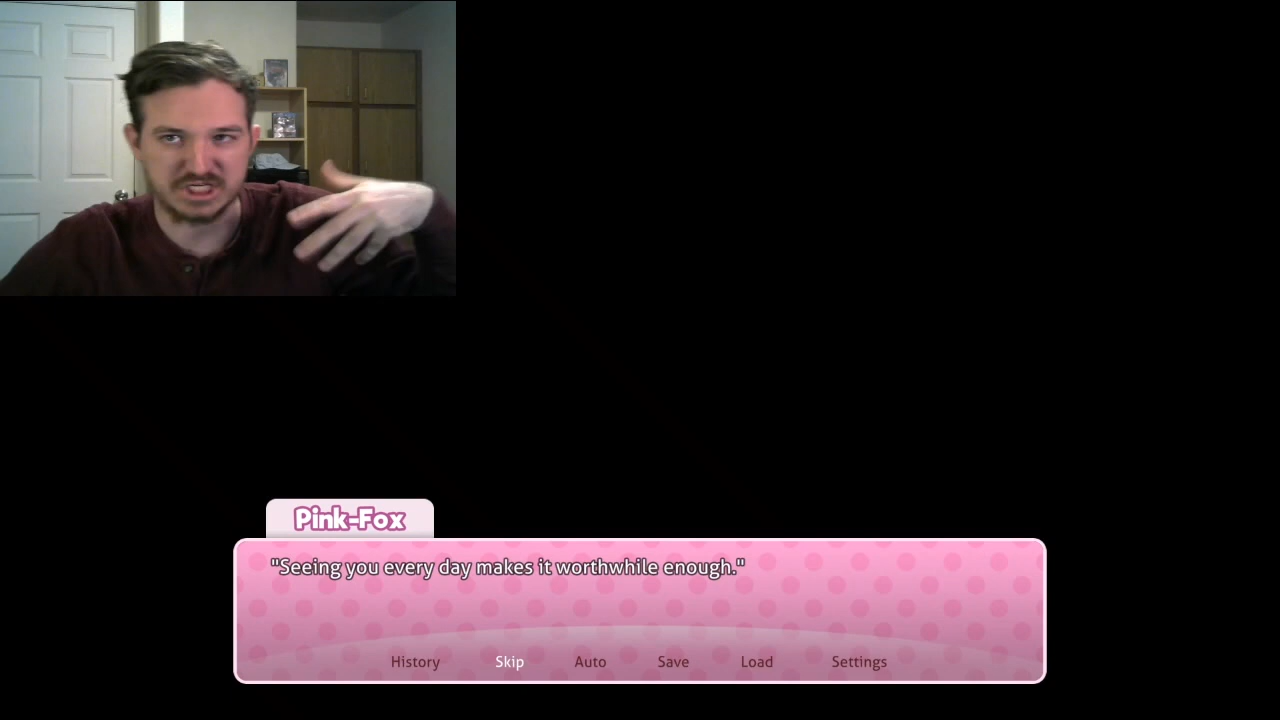 Pink-Fox
"Seeing you every day makes it worthwhile enough."
History Skip Auto Save Load Settings